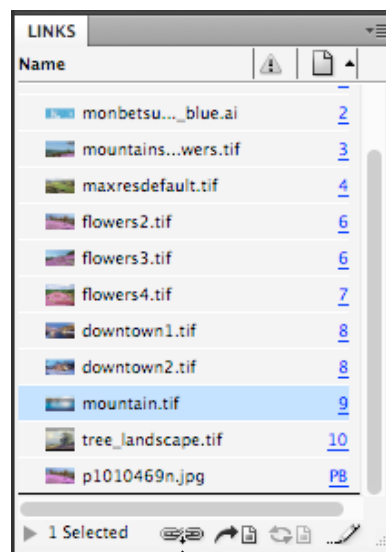 LINKS
Name
monbetsu..._blue.ai 2
mountains...wers.tif 3
maxresdefault.tif 4
flowers2.tif 6
flowers3.tif 6
flowers4.tif 7
downtown1.tif 8
downtown2.tif 8
mountain.tif 9
tree_landscape.tif 10
p1010469n.jpg PB
1 Selected